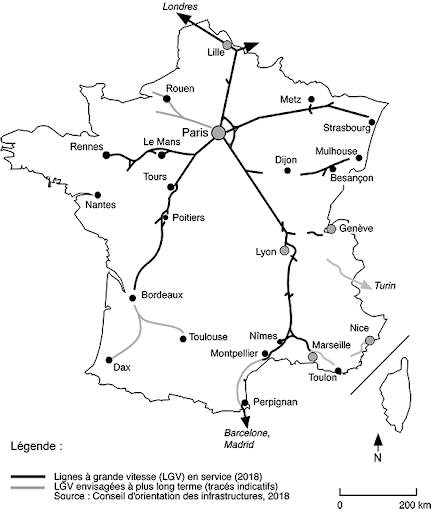 Londres
Lille
Rouen
Metz
Paris
Strasbourg
Rennes
Le Mans
Mulhouse
Dijon
Tours
Besançon
Nantes
Poitiers
Genève
Lyon
Turin
Bordeaux
Nice
Toulouse
Nîmes
Marseille
Montpellier
Dax
Toulon
Perpignan
Barcelone,
Madrid
N
Légende :
Lignes à grande vitesse (LGV) en service (2018)
LGV envisagées à plus long terme (tracés indicatifs)
Source : Conseil d'orientation des infrastructures, 2018
0
200 km